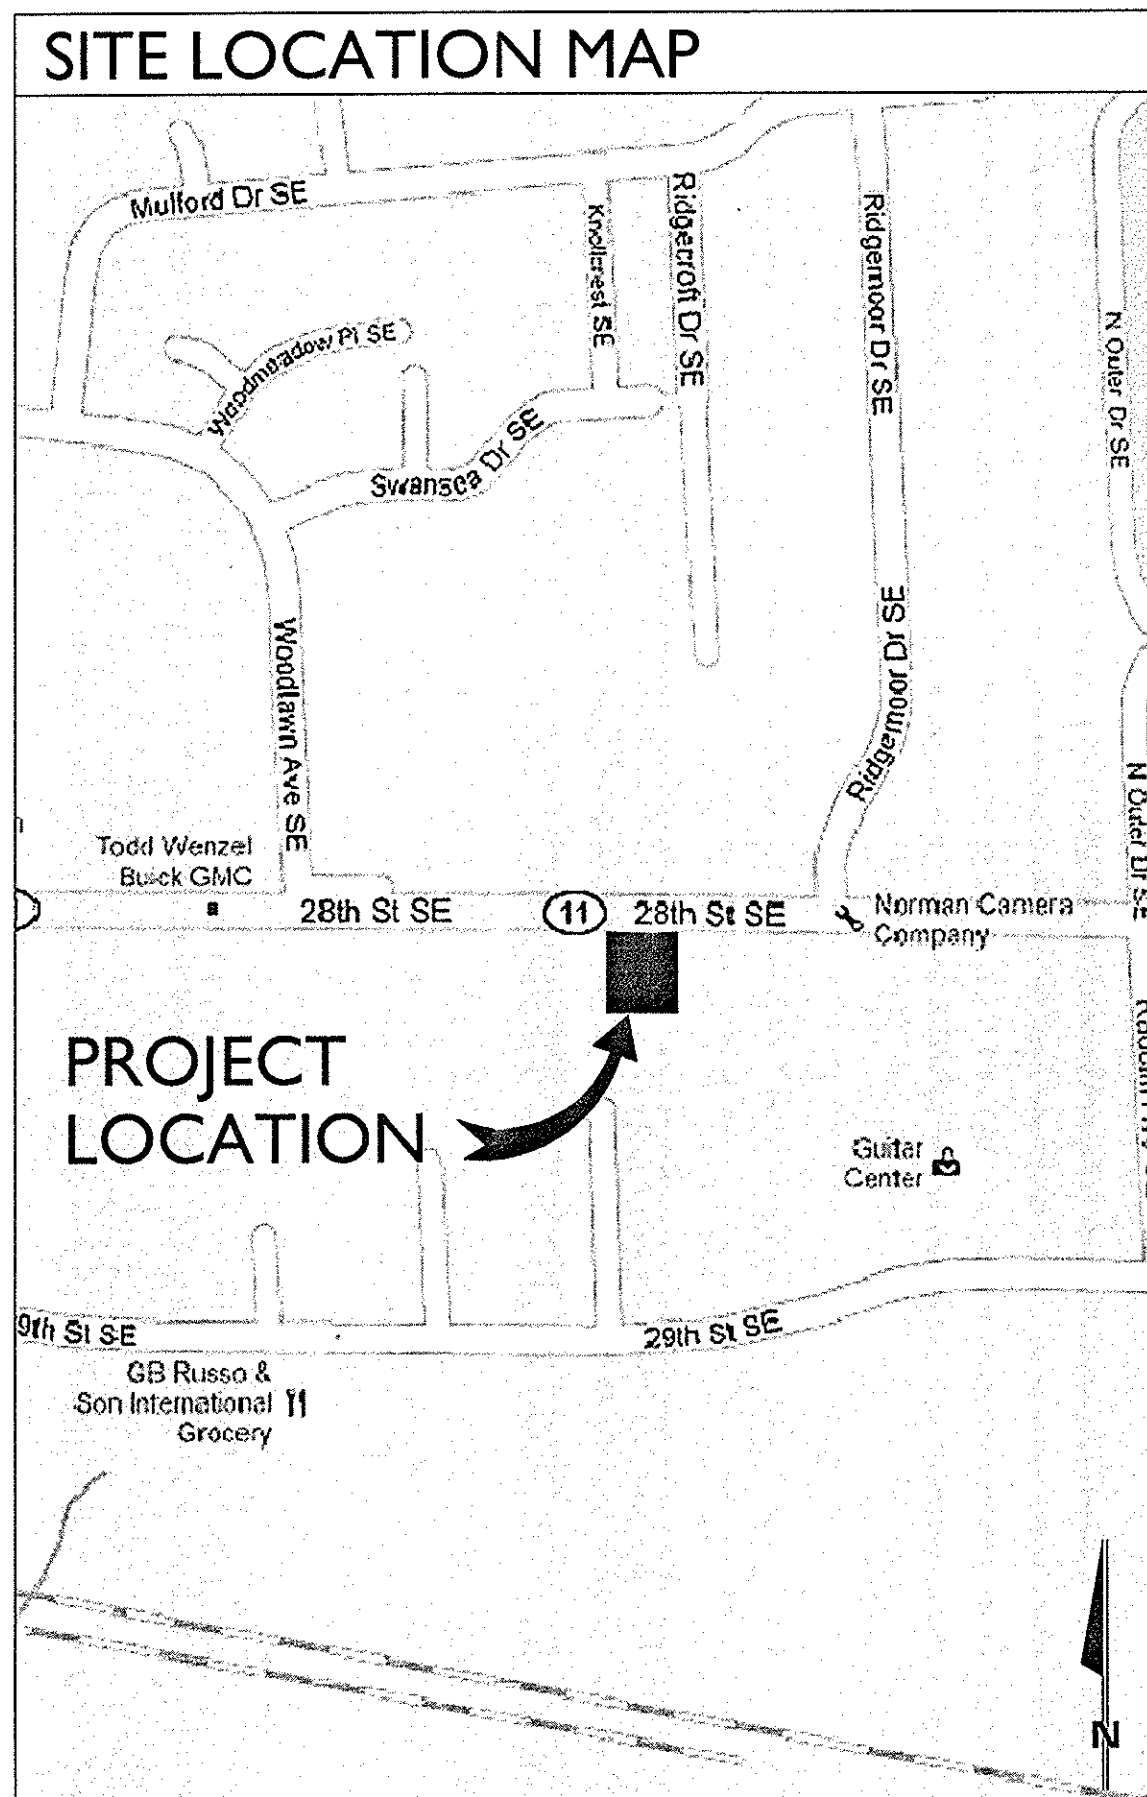 SITE LOCATION MAP
Mulford Dr SE
Knollcrest SE
Ridgecroft Dr SE
Ridgemoor Dr SE
N Outer Dr SE
Woodmeadow Pl SE
Swansea Dr SE
Woodlawn Ave SE
Ridgemoor Dr SE
N Outer Dr SE
Todd Wenzel
Buick GMC
28th St SE
11
28th St SE
Norman Camera
Company
PROJECT
LOCATION
Guitar
Center
9th St SE
29th St SE
GB Russo &
Son International
Grocery
N